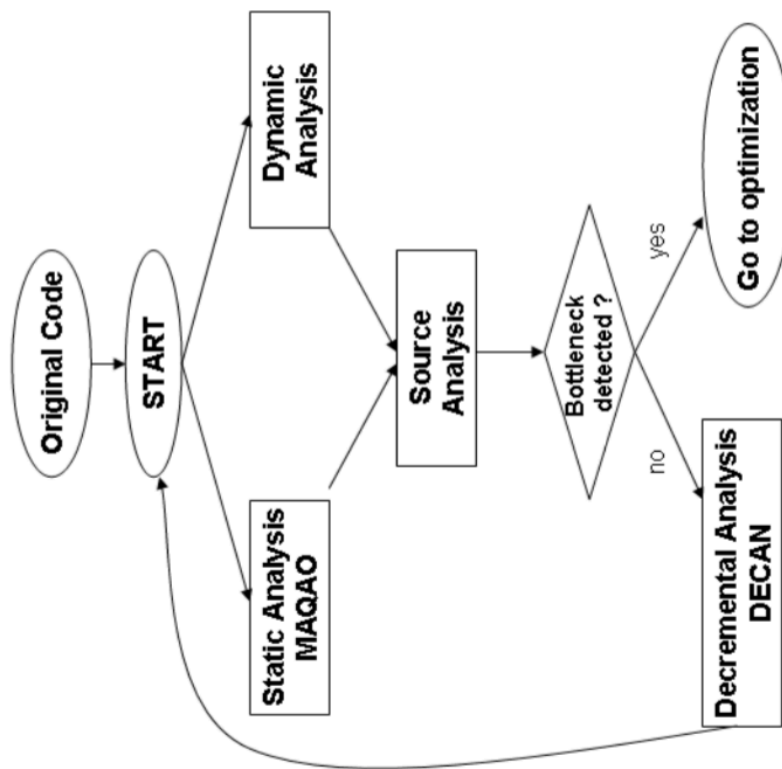 Original Code
START
Static Analysis
MAQAO
Dynamic
Analysis
Source
Analysis
Bottleneck
detected ?
no
yes
Decremental Analysis
DECAN
Go to optimization